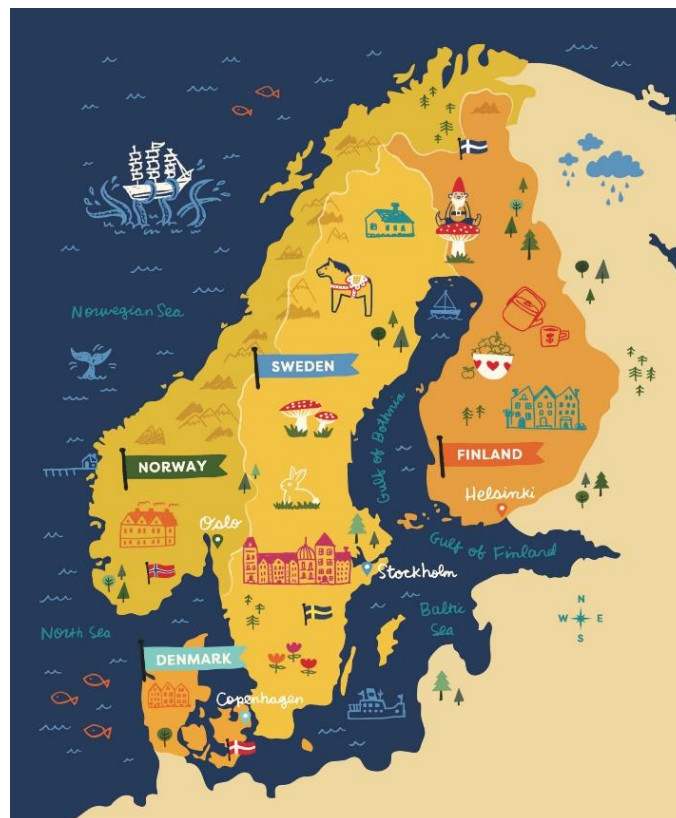 Norwegian Sea
SWEDEN
Gulf of Bothnia
NORWAY
FINLAND
Helsinki
Oslo
Gulf of Finland
Stockholm
Baltic
Sea
N
W E
S
North Sea
DENMARK
Copenhagen